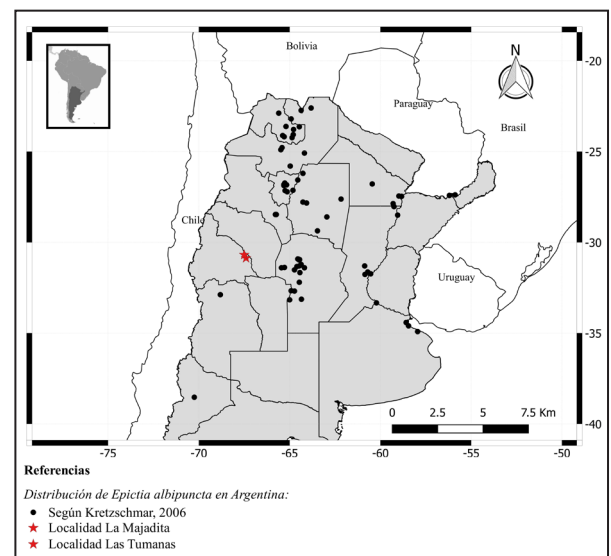 Bolivia
N
-20
Paraguay
Brasil
-25
Chile
-30
Uruguay
-35
0 2.5 5 7.5 Km
-40
-75 -70 -65 -60 -55 -50
Referencias
Distribución de Epictia albipuncta en Argentina:
Según Kretzschmar, 2006
Localidad La Majadita
Localidad Las Tumanas